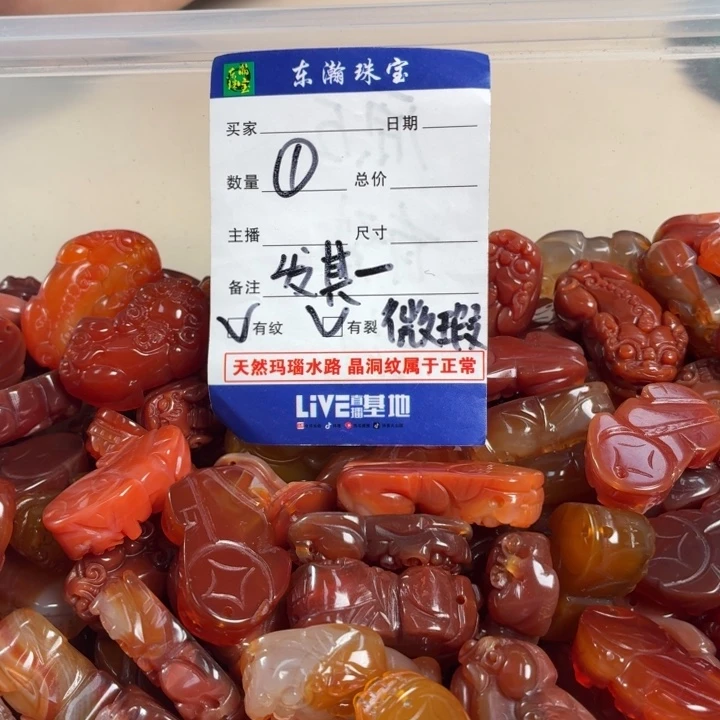 东瀚珠宝
买家 日期
数量 ① 总价
主播 尺寸
备注 发其一
✓有纹 ✓有裂 微瑕
天然玛瑙水路 晶洞纹属于正常
LiVE直播基地